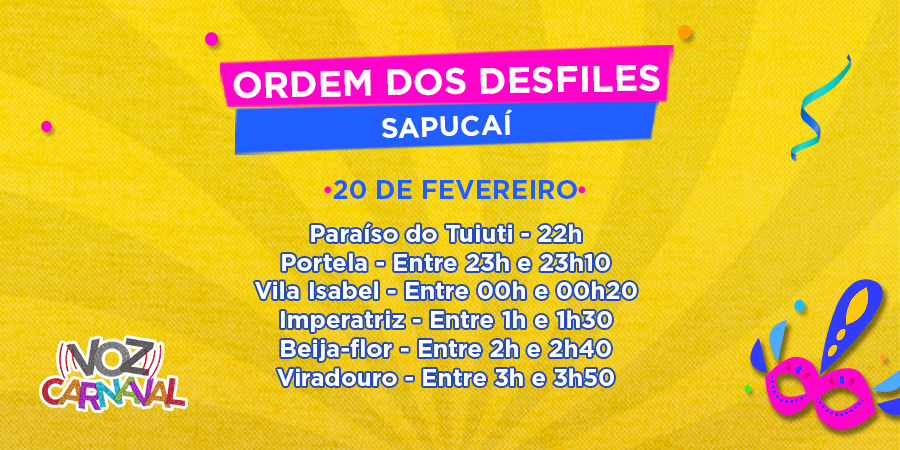 ORDEM DOS DESFILES
SAPUCAÍ
•20 DE FEVEREIRO•
Paraíso do Tuiuti - 22h
Portela - Entre 23h e 23h10
Vila Isabel - Entre 00h e 00h20
Imperatriz - Entre 1h e 1h30
Beija-flor - Entre 2h e 2h40
Viradouro - Entre 3h e 3h50
VOZ
CARNAVAL